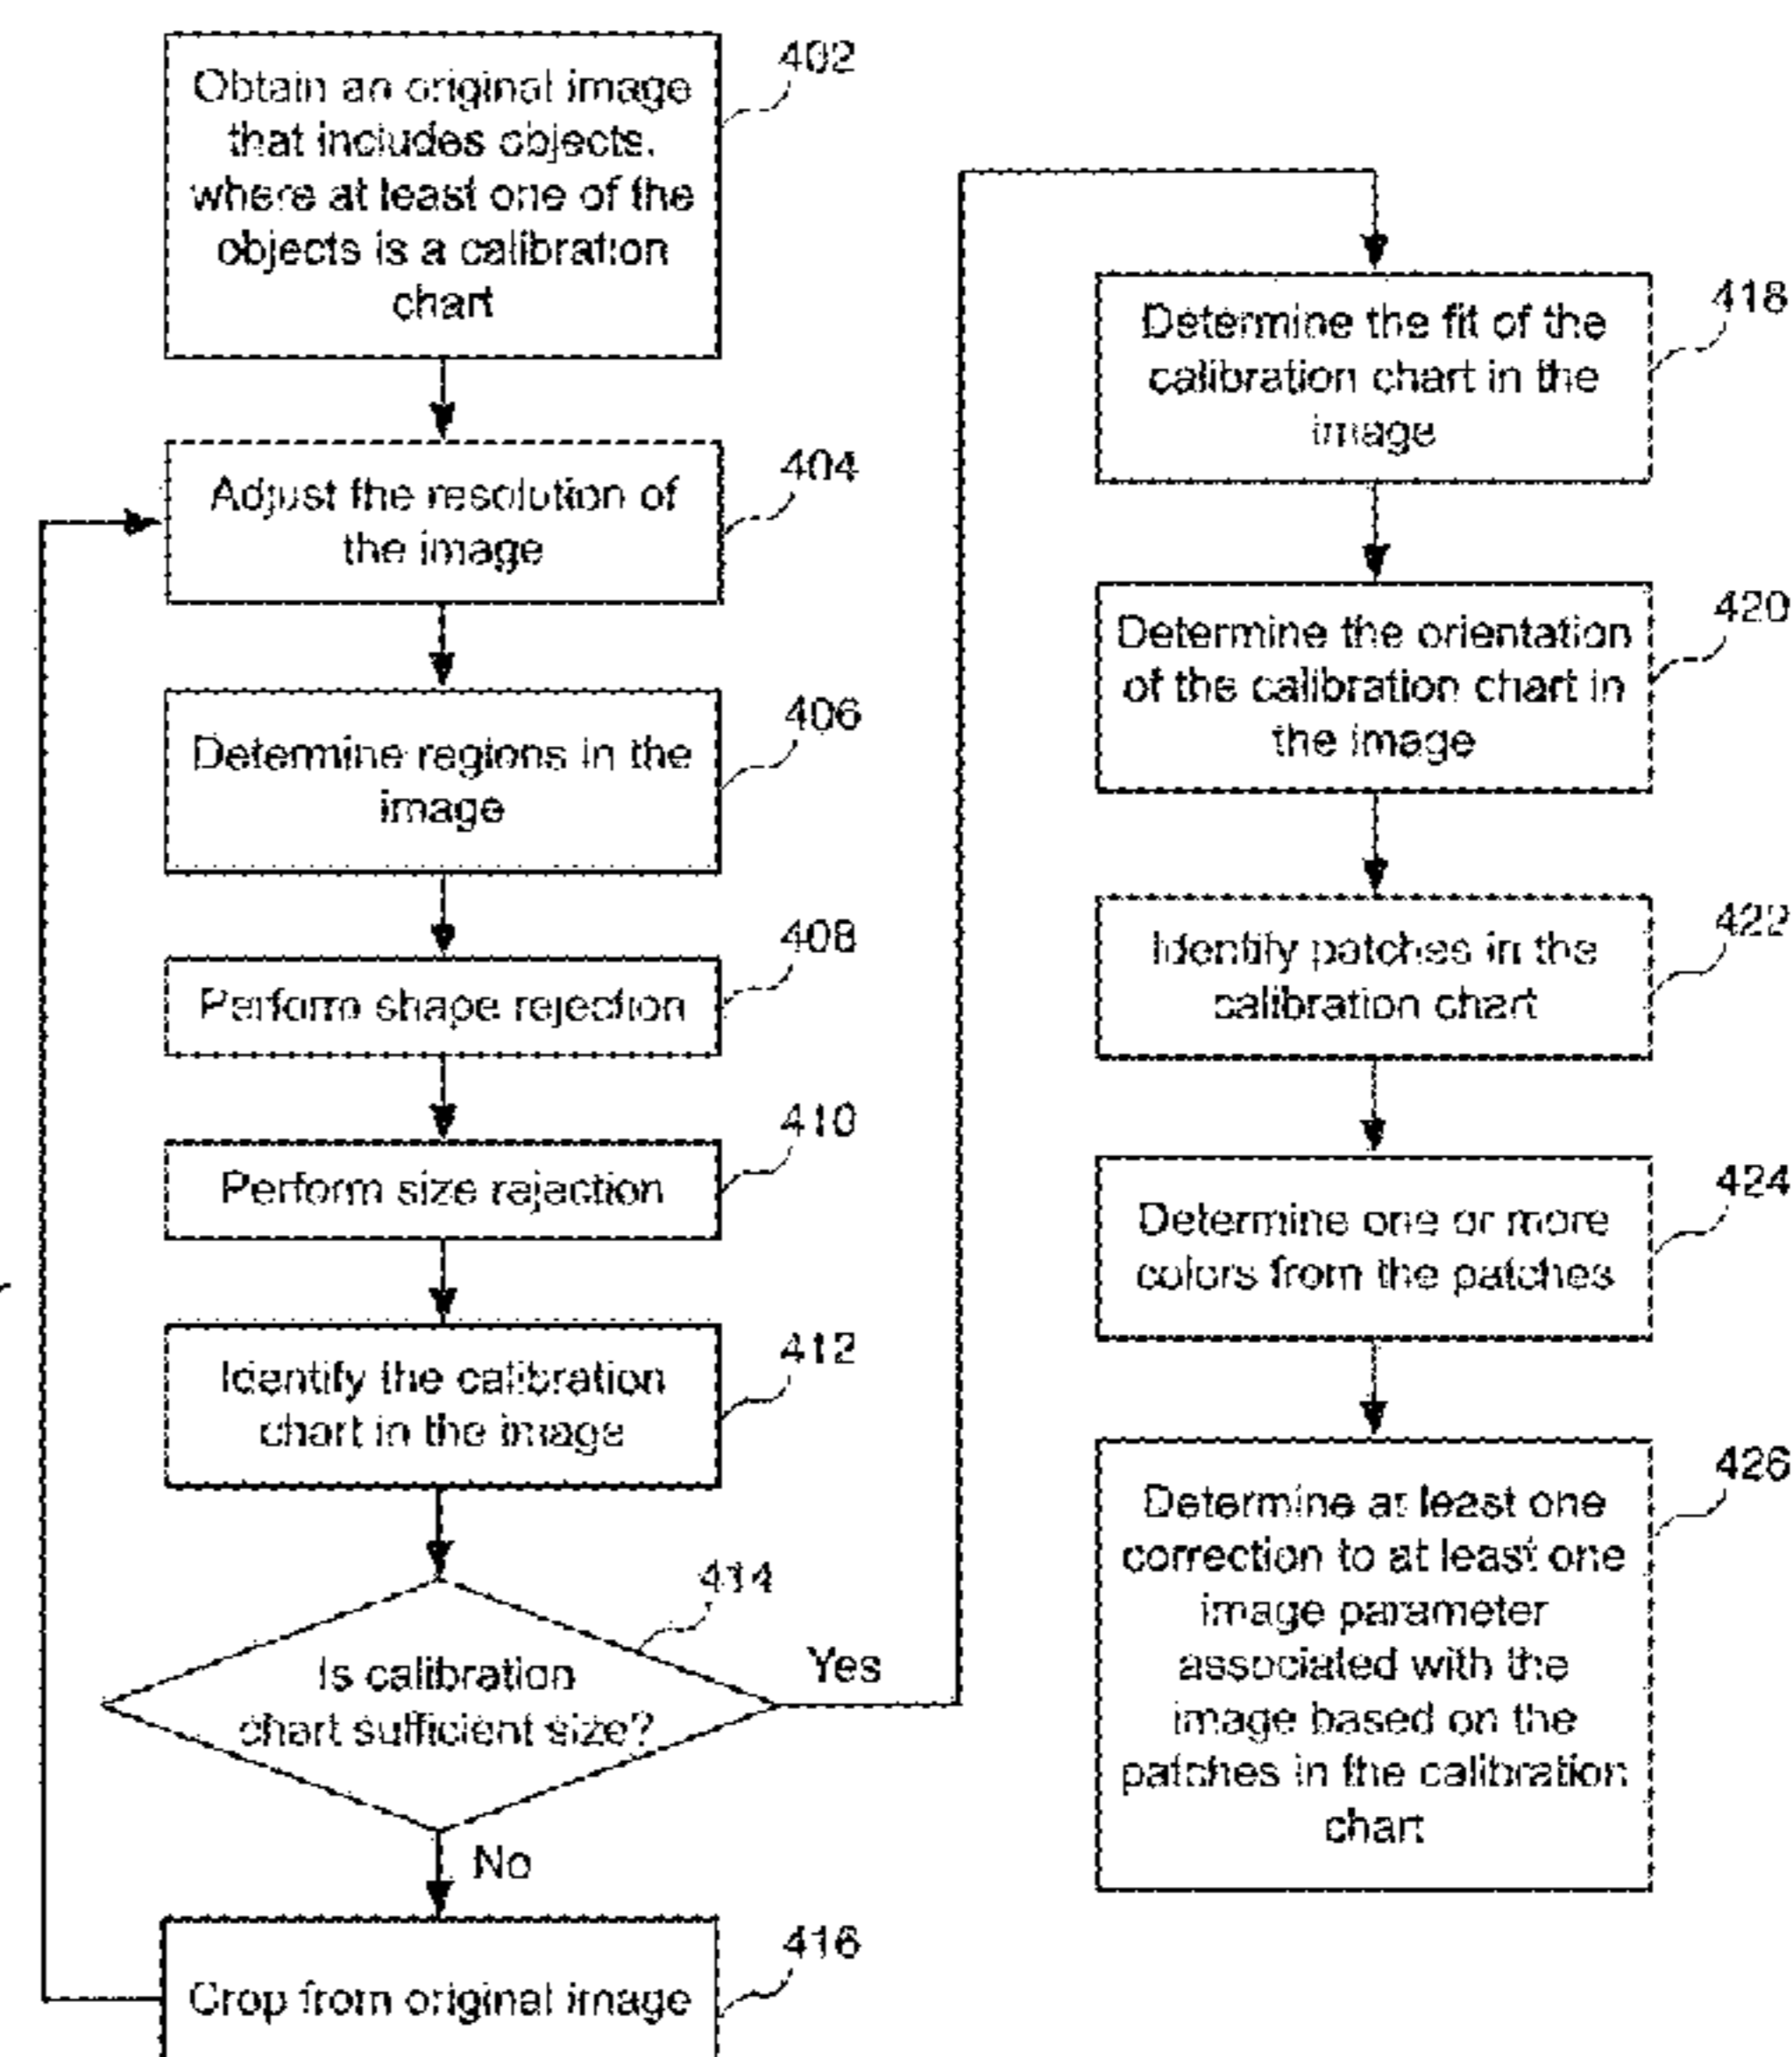 402
Obtain an original image
that includes objects,
where at least one of the
objects is a calibration
chart
404
Adjust the resolution of
the image
406
Determine regions in the
image
408
Perform shape rejection
410
Perform size rejection
412
Identify the calibration
chart in the image
414
Is calibration
chart sufficient size?
Yes
No
416
Crop from original image
418
Determine the fit of the
calibration chart in the
image
420
Determine the orientation
of the calibration chart in
the image
422
Identify patches in the
calibration chart
424
Determine one or more
colors from the patches
426
Determine at least one
correction to at least one
image parameter
associated with the
image based on the
patches in the calibration
chart